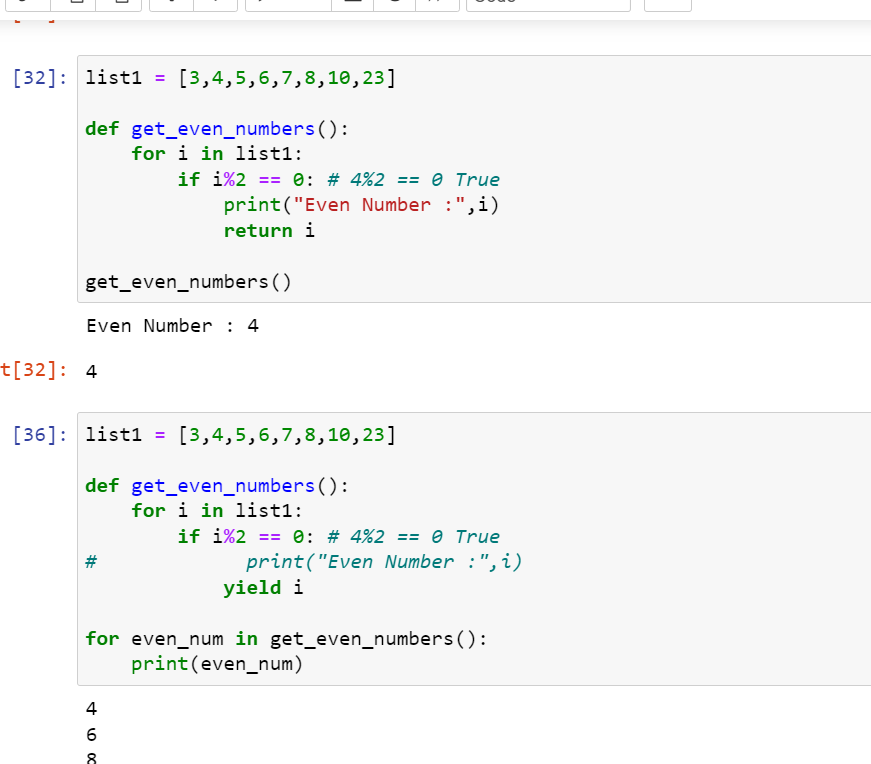 [32]:
list1 = [3,4,5,6,7,8,10,23]
def get_even_numbers():
    for i in list1:
        if i%2 == 0: # 4%2 == 0 True
            print("Even Number :",i)
            return i
get_even_numbers()
Even Number : 4
t[32]:
4
[36]:
list1 = [3,4,5,6,7,8,10,23]
def get_even_numbers():
    for i in list1:
        if i%2 == 0: # 4%2 == 0 True
#             print("Even Number :",i)
            yield i
for even_num in get_even_numbers():
    print(even_num)
4
6
8